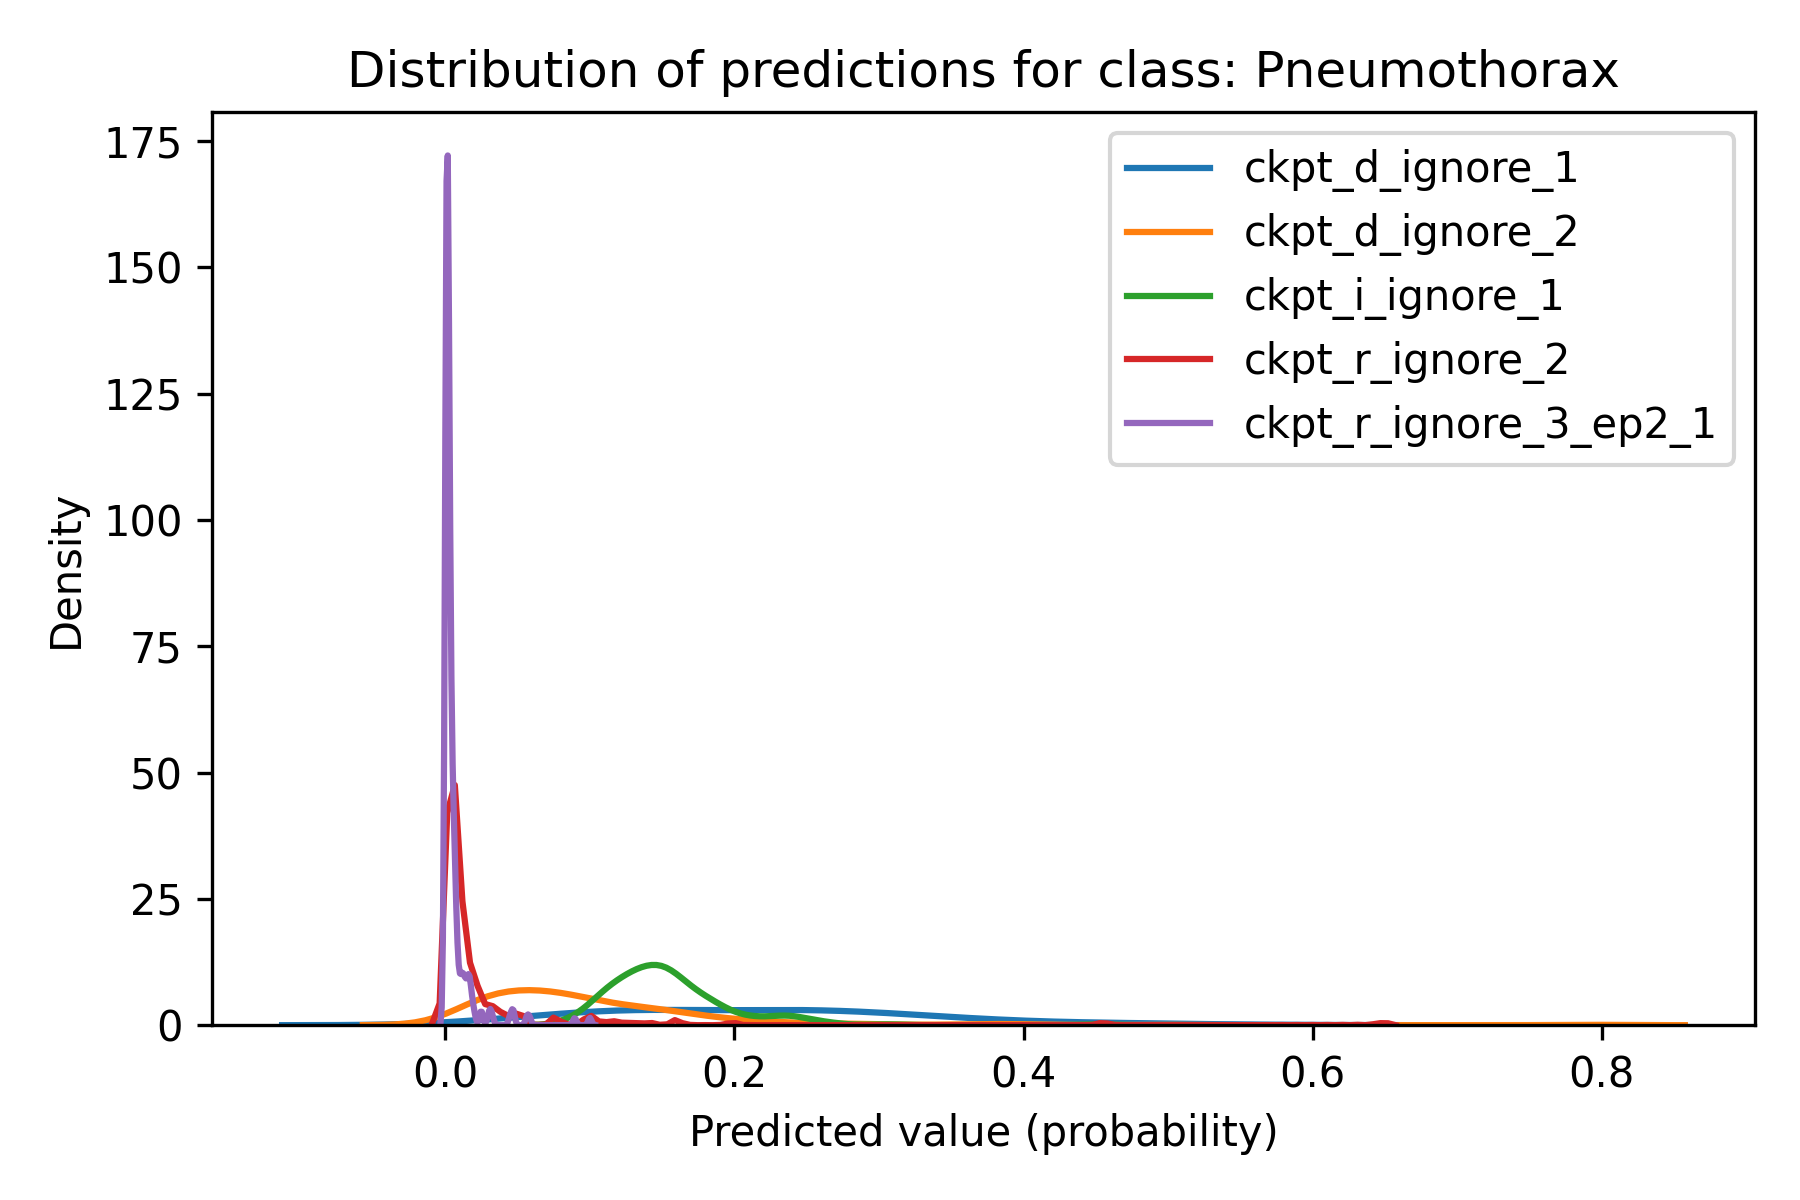 Distribution of predictions for class: Pneumothorax
175
150
125
100
75
50
25
0
Density
ckpt_d_ignore_1
ckpt_d_ignore_2
ckpt_i_ignore_1
ckpt_r_ignore_2
ckpt_r_ignore_3_ep2_1
0.0 0.2 0.4 0.6 0.8
Predicted value (probability)